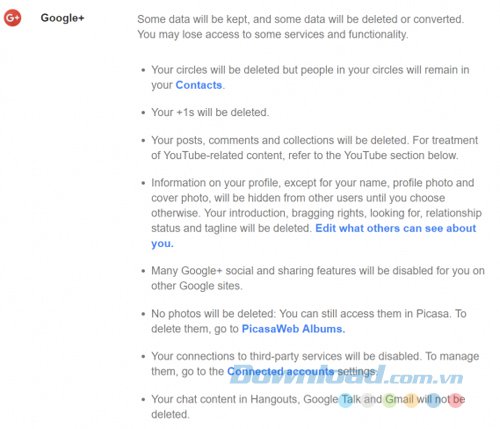 G+ Google+ Some data will be kept, and some data will be deleted or converted.
You may lose access to some services and functionality.
• Your circles will be deleted but people in your circles will remain in
your Contacts.
• Your +1s will be deleted.
• Your posts, comments and collections will be deleted. For treatment
of YouTube-related content, refer to the YouTube section below.
• Information on your profile, except for your name, profile photo and
cover photo, will be hidden from other users until you choose
otherwise. Your introduction, bragging rights, looking for, relationship
status and tagline will be deleted. Edit what others can see about
you.
• Many Google+ social and sharing features will be disabled for you on
other Google sites.
• No photos will be deleted: You can still access them in Picasa. To
delete them, go to PicasaWeb Albums.
• Your connections to third-party services will be disabled. To manage
them, go to the Connected accounts settings.
Download.com.vn
• Your chat content in Hangouts, Google Talk and Gmail will not be
deleted.